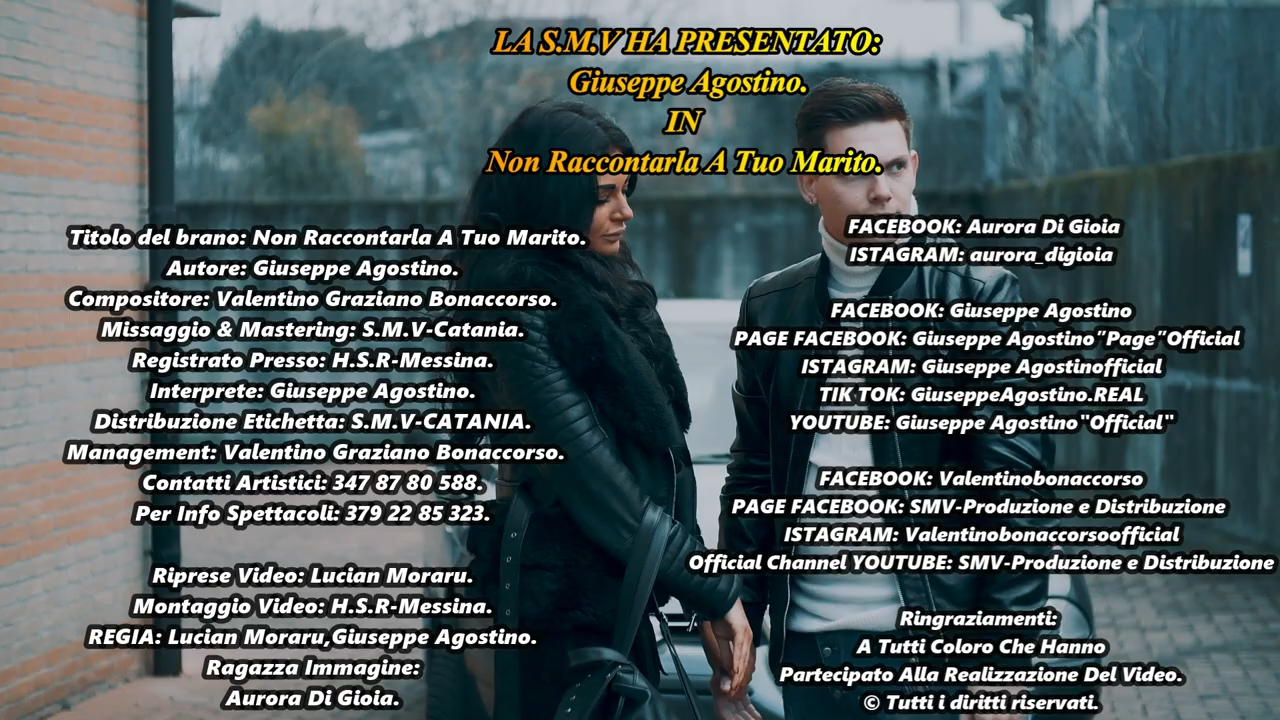 LA S.M.V HA PRESENTATO:
Giuseppe Agostino.
IN
Non Raccontarla A Tuo Marito.
Titolo del brano: Non Raccontarla A Tuo Marito.
Autore: Giuseppe Agostino.
Compositore: Valentino Graziano Bonaccorso.
Missaggio & Mastering: S.M.V-Catania.
Registrato Presso: H.S.R-Messina.
Interprete: Giuseppe Agostino.
Distribuzione Etichetta: S.M.V-CATANIA.
Management: Valentino Graziano Bonaccorso.
Contatti Artistici: 347 87 80 588.
Per Info Spettacoli: 379 22 85 323.
Riprese Video: Lucian Moraru.
Montaggio Video: H.S.R-Messina.
REGIA: Lucian Moraru,Giuseppe Agostino.
Ragazza Immagine:
Aurora Di Gioia.
FACEBOOK: Aurora Di Gioia
ISTAGRAM: aurora_digioia
FACEBOOK: Giuseppe Agostino
PAGE FACEBOOK: Giuseppe Agostino"Page"Official
ISTAGRAM: Giuseppe Agostinofficial
TIK TOK: GiuseppeAgostino.REAL
YOUTUBE: Giuseppe Agostino"Official"
FACEBOOK: Valentinobonaccorso
PAGE FACEBOOK: SMV-Produzione e Distribuzione
ISTAGRAM: Valentinobonaccorsoofficial
Official Channel YOUTUBE: SMV-Produzione e Distribuzione
Ringraziamenti:
A Tutti Coloro Che Hanno
Partecipato Alla Realizzazione Del Video.
© Tutti i diritti riservati.